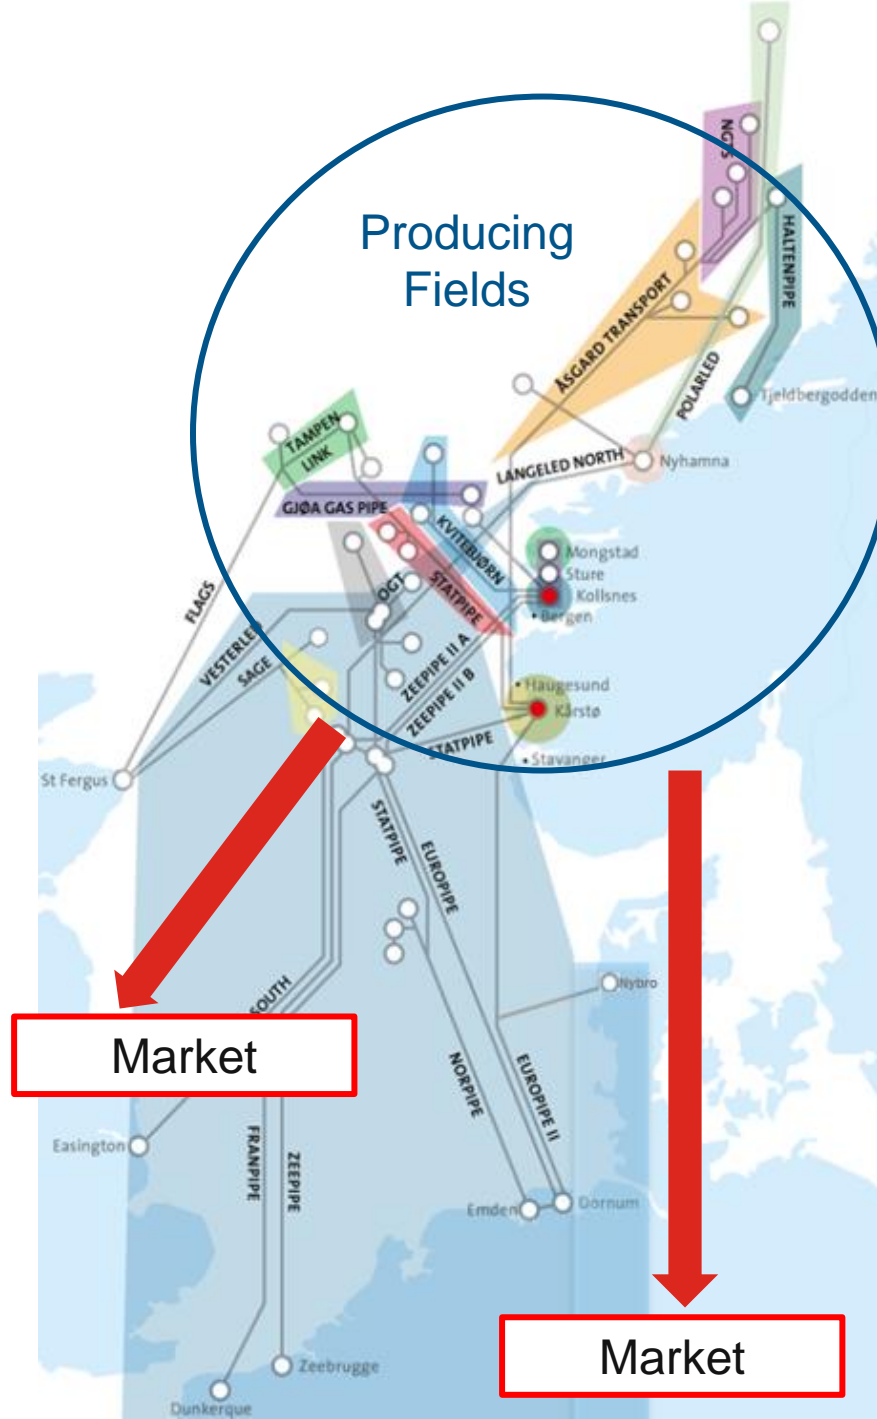 NGTS
HALTENPIPE
Producing
Fields
ÅSGARD TRANSPORT
POLARLED
Tjeldbergodden
TAMPEN
LINK
LANGELED NORTH
Nyhamna
GJØA GAS PIPE
KVITEBJØRN
Mongstad
Sture
Kollsnes
• Bergen
FLAGS
OGT
STATPIPE
VESTERLED
SAGE
ZEEPIPE II A
ZEEPIPE II B
• Haugesund
Kårstø
STATPIPE
• Stavanger
St Fergus
STATPIPE
EUROPIPE
SOUTH
Nybro
Market
NORPIPE
EUROPIPE II
Easington
FRANPIPE
ZEEPIPE
Emden
Dornum
Market
Zeebrugge
Dunkerque